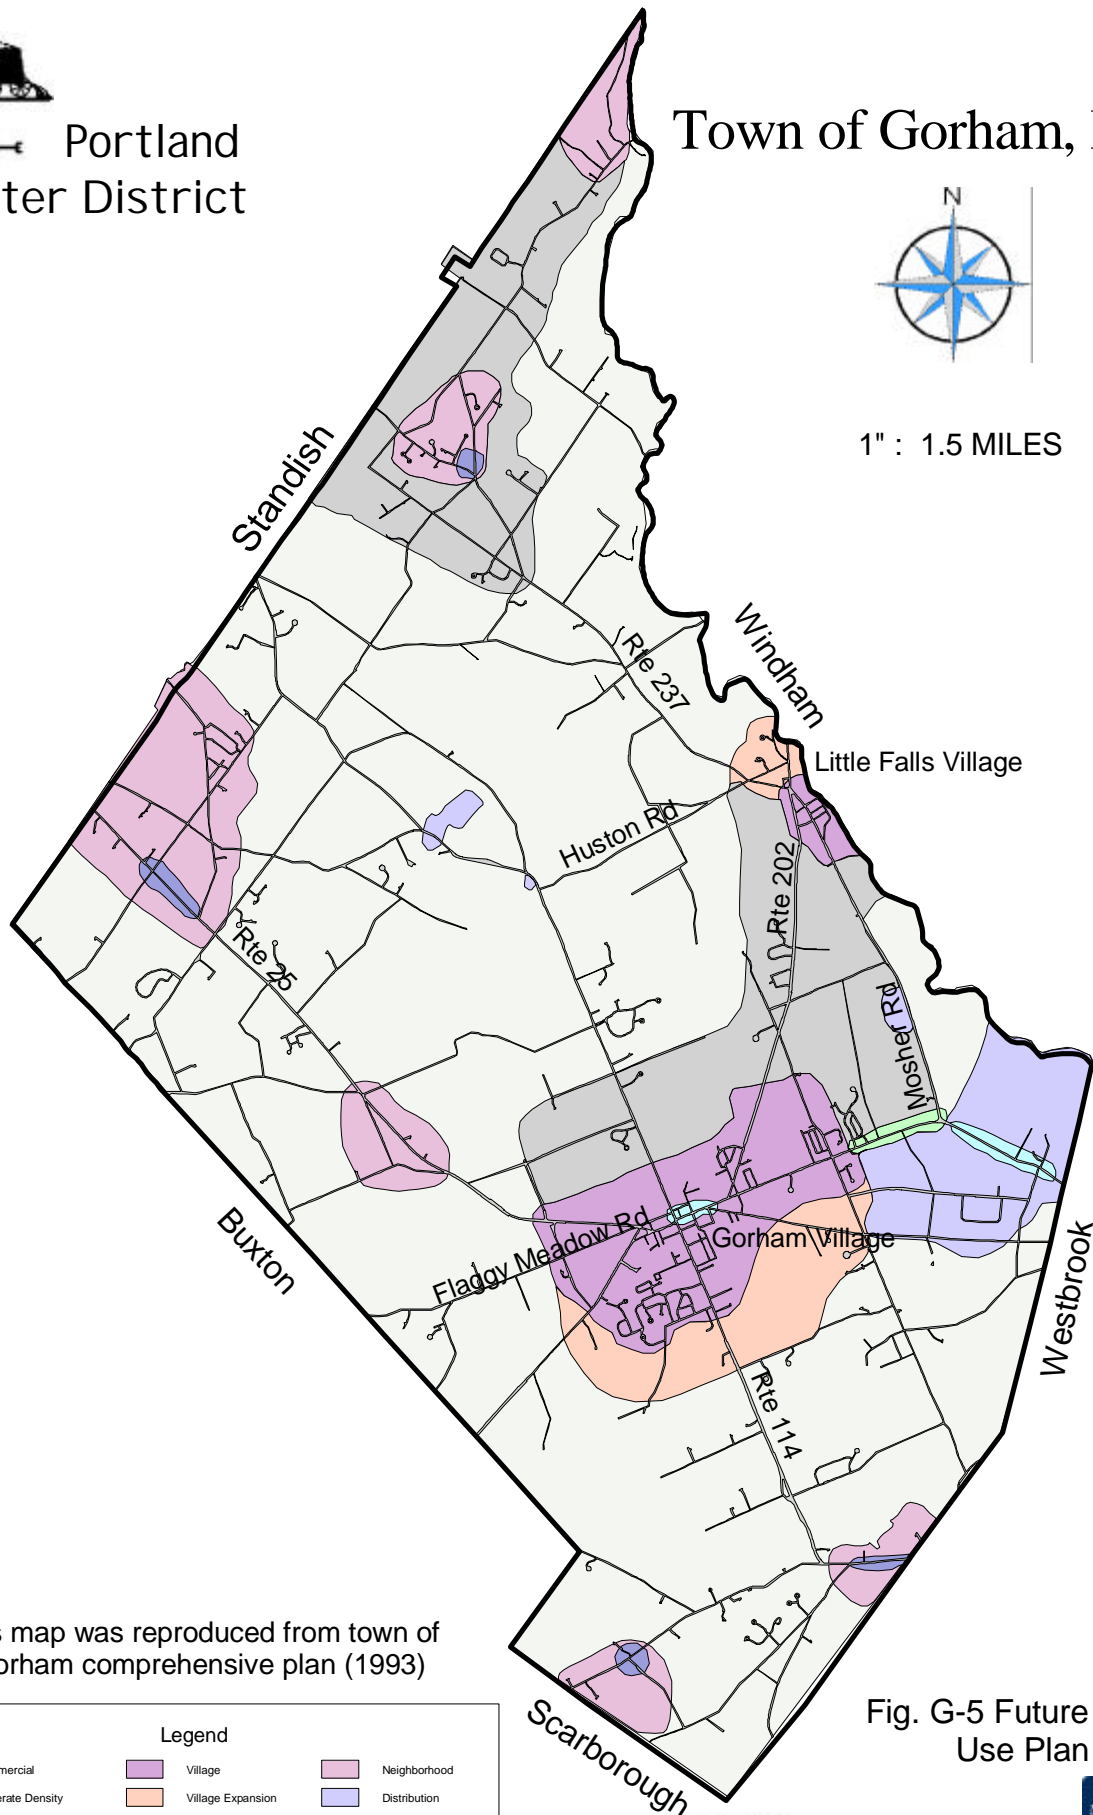 Portland
ter District
Town of Gorham,
N
1" : 1.5 MILES
Standish
Windham
Rte 237
Little Falls Village
Huston Rd
Rte 202
Rte 25
Mosher Rd
Buxton
Flaggy Meadow Rd
Gorham Village
Westbrook
Rte 114
s map was reproduced from town of
orham comprehensive plan (1993)
Scarborough
Fig. G-5 Future
Use Plan
Legend
mercial
Village
Neighborhood
erate Density
Village Expansion
Distribution